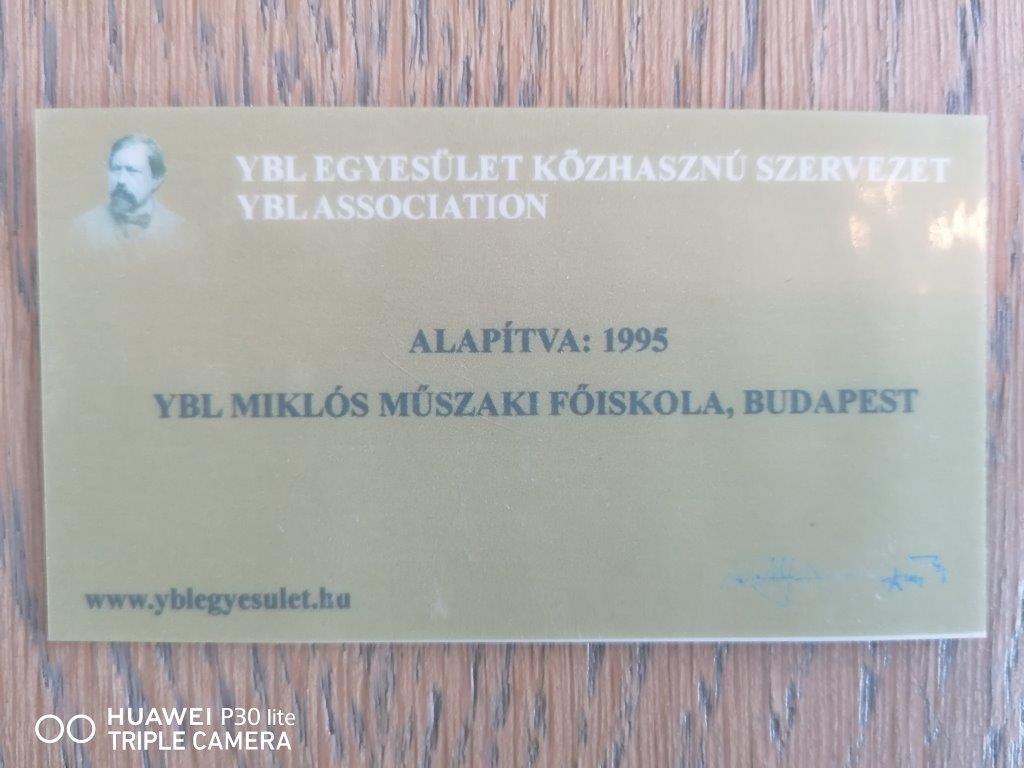 YBL EGYESÜLET KÖZHASZNÚ SZERVEZET
YBL ASSOCIATION
ALAPÍTVA: 1995
YBL MIKLÓS MŰSZAKI FŐISKOLA, BUDAPEST
www.yblegyesulet.hu
HUAWEI P30 lite
TRIPLE CAMERA